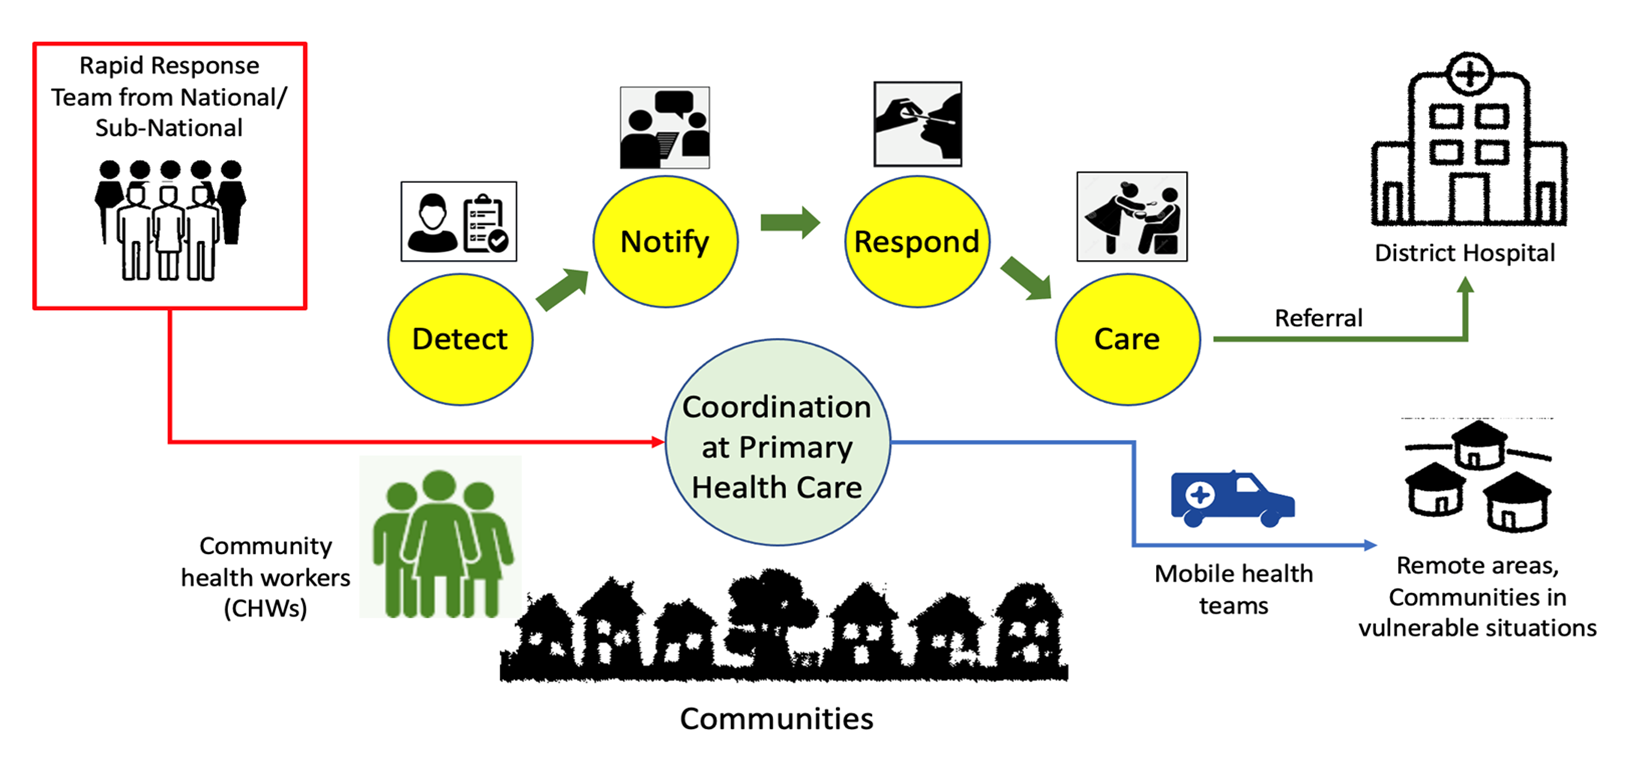 Rapid Response
Team from National/
Sub-National
Detect
Notify
Respond
Care
Referral
District Hospital
Coordination
at Primary
Health Care
Community
health workers
(CHWs)
Communities
Mobile health
teams
Remote areas,
Communities in
vulnerable situations